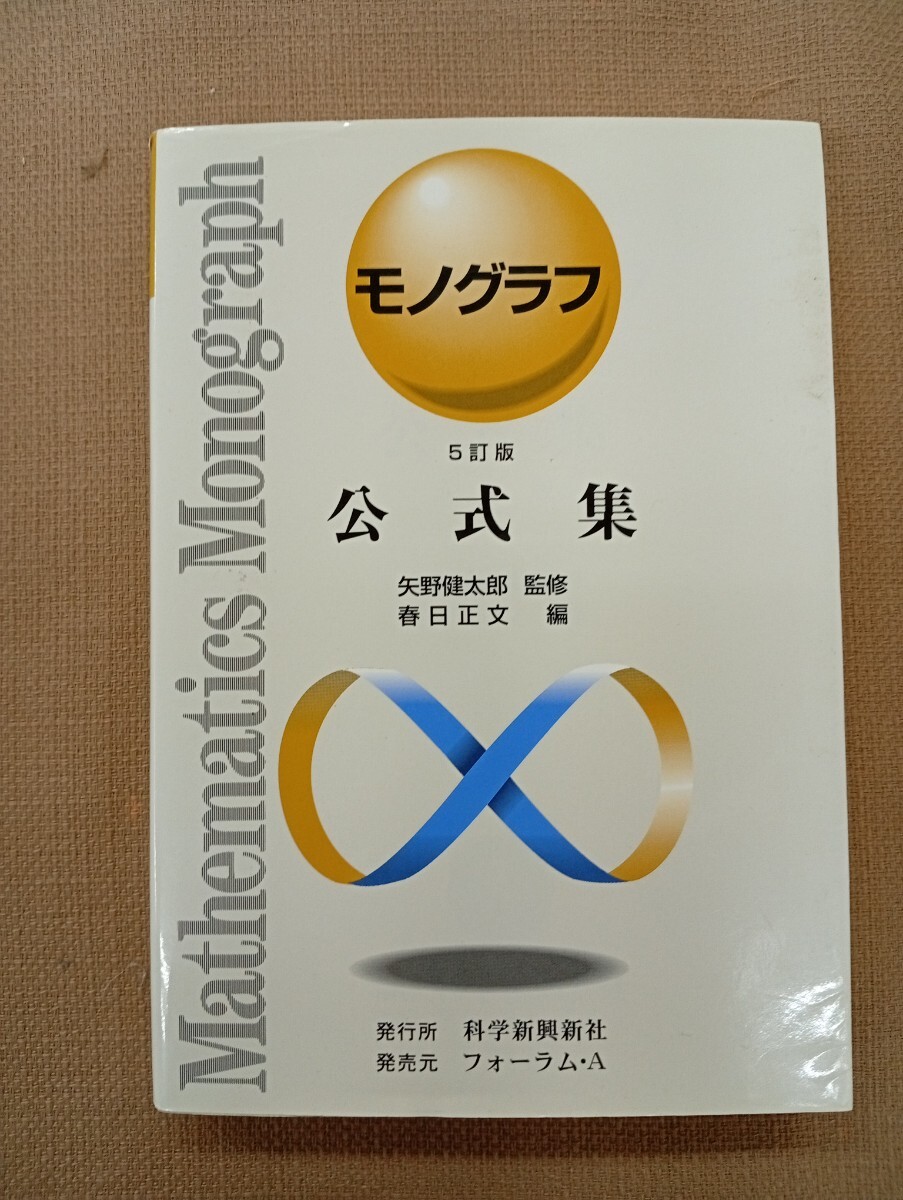 Mathematics Monograph
モノグラフ
5訂版
公式集
矢野健太郎 監修
春日正文 編
発行所 科学新興新社
発売元 フォーラム・A